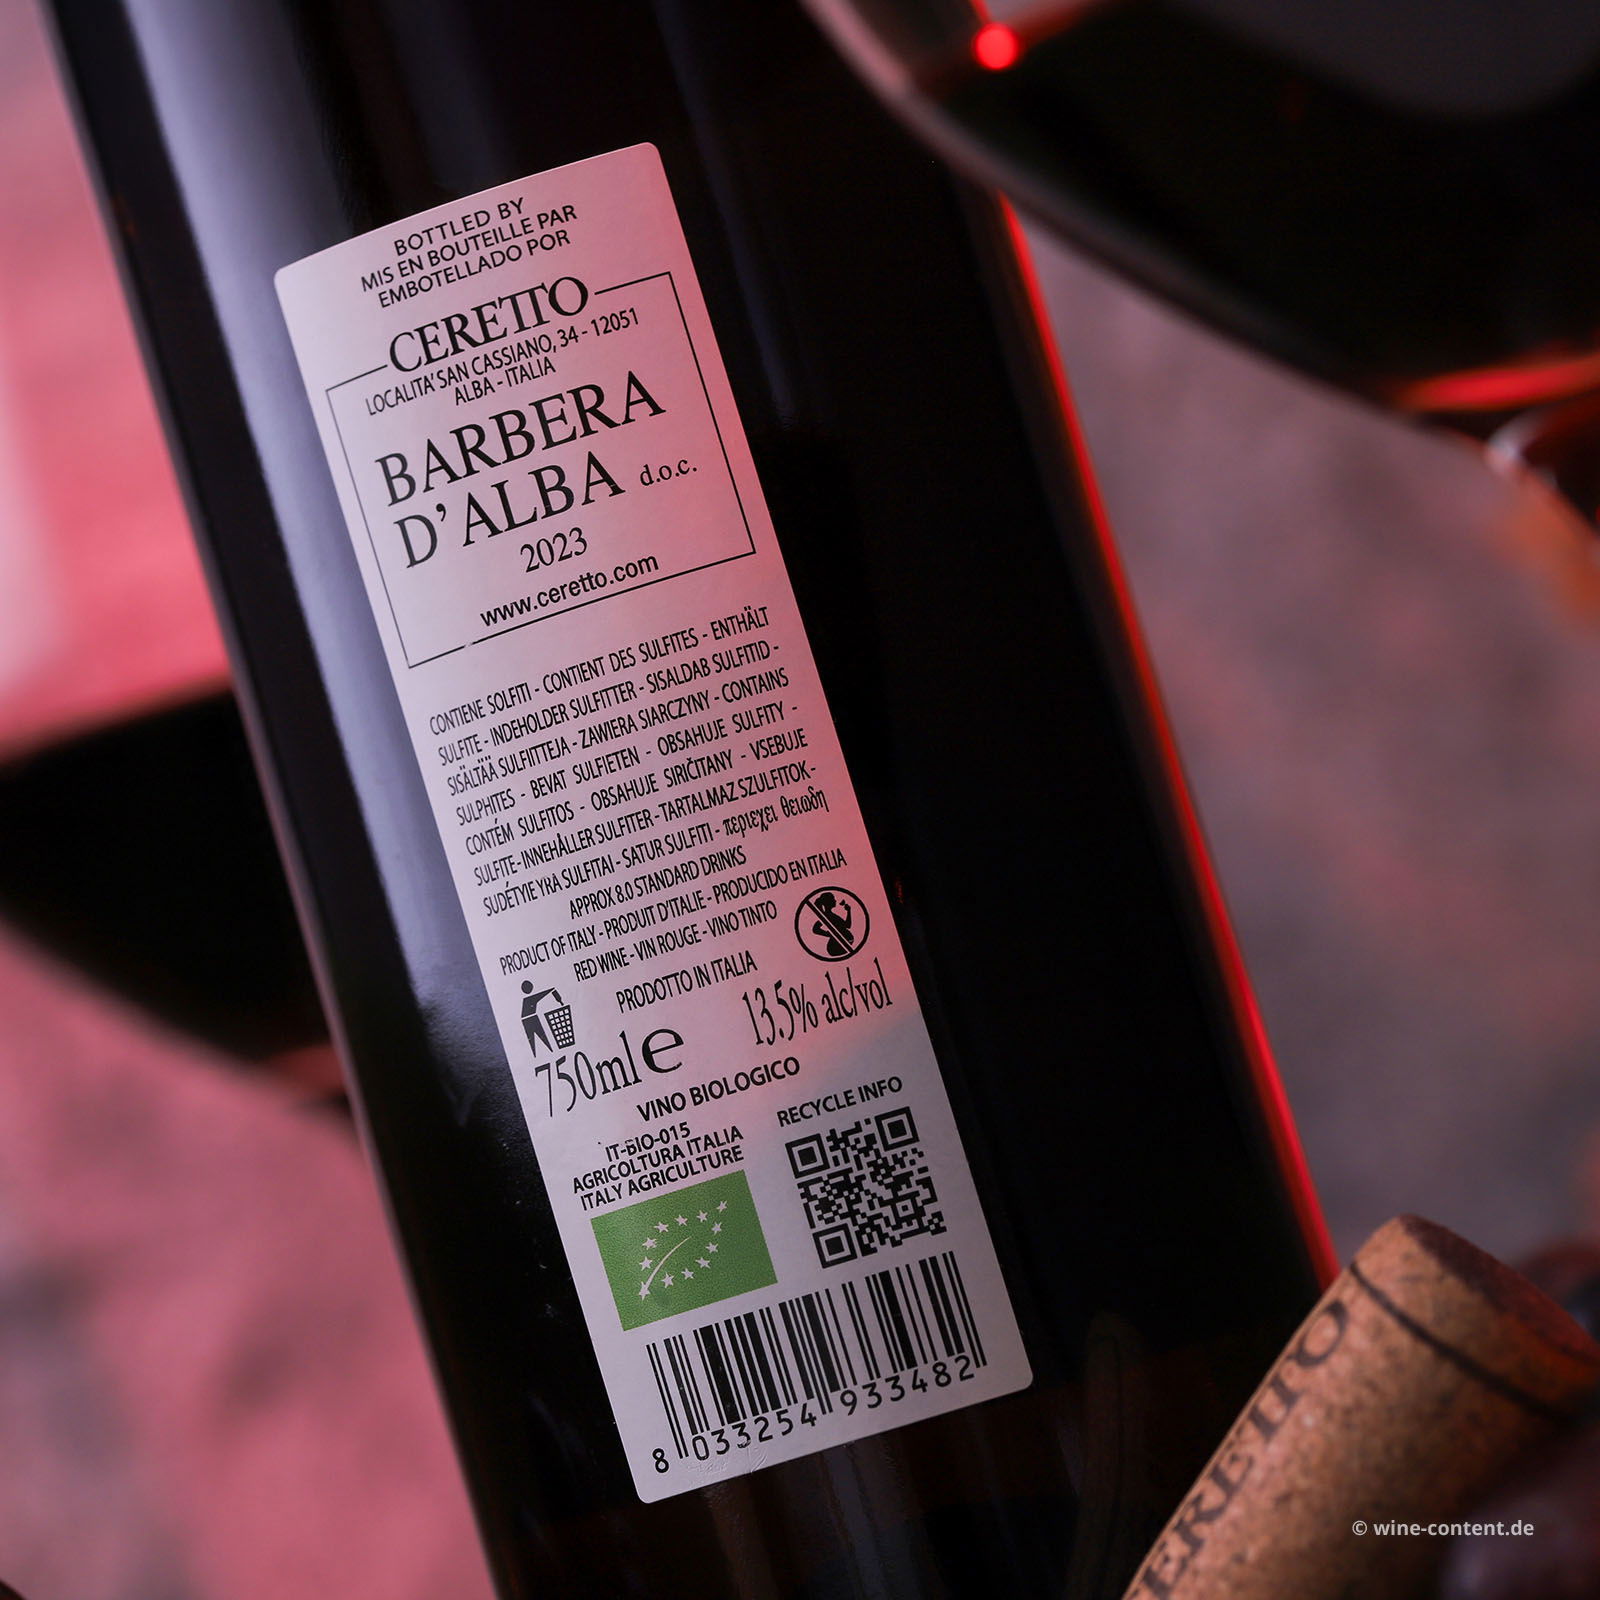 BOTTLED BY
MIS EN BOUTEILLE PAR
EMBOTELLADO POR
CERETTO
LOCALITA' SAN CASSIANO, 34 - 12051
ALBA - ITALIA
BARBERA
D'ALBA d.o.c.
2023
www.ceretto.com
CONTIENE SOLFITI - CONTIENT DES SULFITES - ENTHÄLT
SULFITE - INDEHOLDER SULFITTER - SISALDAB SULFITID -
SISÄLTÄÄ SULFIITTEJA - ZAWIERA SIARCZYNY - CONTAINS
SULPHITES - BEVAT SULFIETEN - OBSAHUJE SULFITY -
CONTÉM SULFITOS - OBSAHUJE SIRIČITANY - VSEBUJE
SULFITE - INNEHÅLLER SULFITER - TARTALMAZ SZULFITOK -
SUDÉTYIE YRA SULFITAI - SATUR SULFITI - περιεχει θειωδη
APPROX 8.0 STANDARD DRINKS
PRODUCT OF ITALY - PRODUIT D'ITALIE - PRODUCIDO EN ITALIA
RED WINE - VIN ROUGE - VINO TINTO
PRODOTTO IN ITALIA
750ml e 13.5% alc/vol
VINO BIOLOGICO
IT-BIO-015
AGRICOLTURA ITALIA
ITALY AGRICULTURE
RECYCLE INFO
8 033254 933482
CERETTO
© wine-content.de